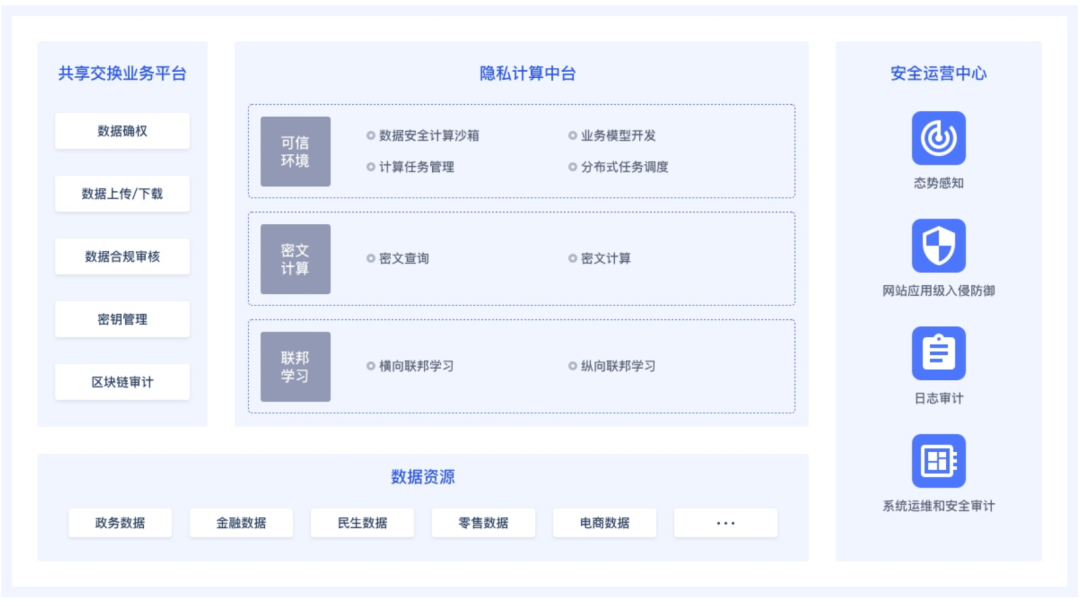 共享交换业务平台
数据确权
数据上传/下载
数据合规审核
密钥管理
区块链审计
隐私计算中台
可信
环境
数据安全计算沙箱
业务模型开发
计算任务管理
分布式任务调度
密文
计算
密文查询
密文计算
联邦
学习
横向联邦学习
纵向联邦学习
数据资源
政务数据
金融数据
民生数据
零售数据
电商数据
···
安全运营中心
态势感知
网站应用级入侵防御
日志审计
系统运维和安全审计